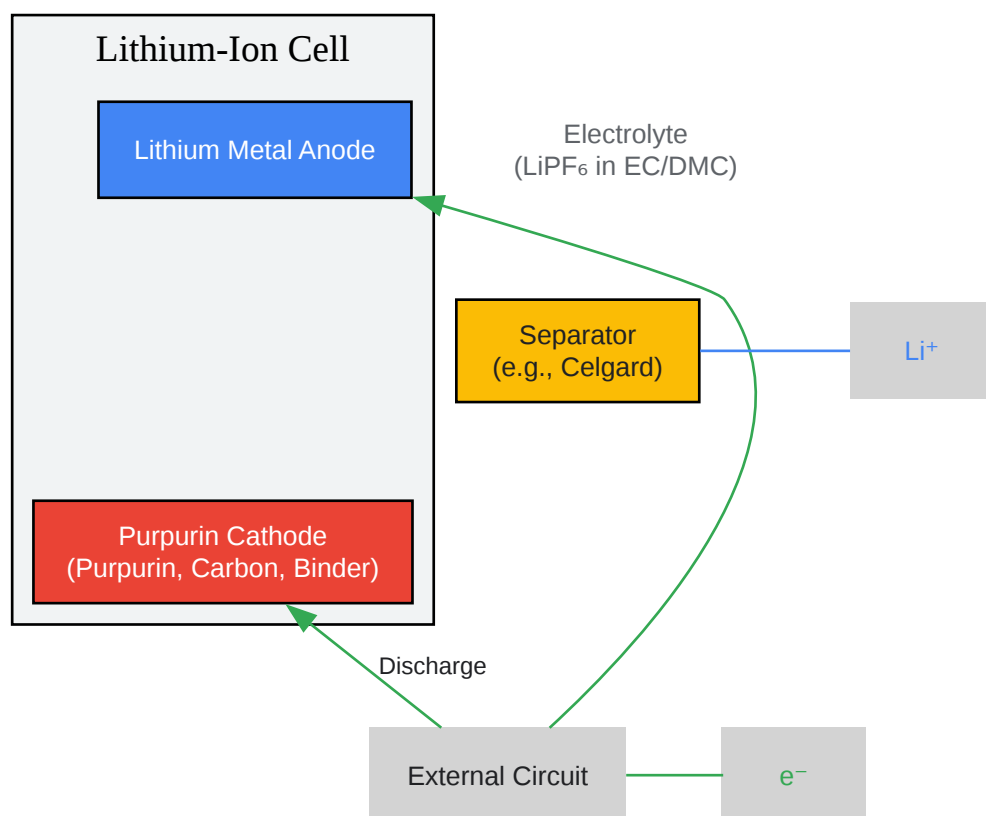 Lithium-Ion Cell
Lithium Metal Anode
Electrolyte
(LiPF₆ in EC/DMC)
Separator
(e.g., Celgard)
Li⁺
Purpurin Cathode
(Purpurin, Carbon, Binder)
Discharge
External Circuit
e⁻